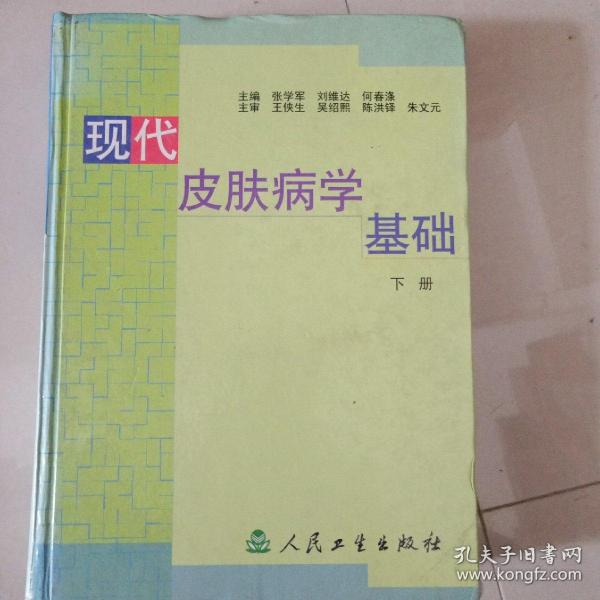 主编 张学军 刘维达 何春涤
主审 王侠生 吴绍熙 陈洪铎 朱文元
现代
皮肤病学
基础
下册
人民卫生出版社
孔夫子旧书网
www.kongfz.com